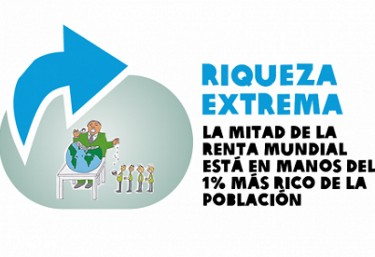 RIQUEZA
EXTREMA
LA MITAD DE LA
RENTA MUNDIAL
ESTÁ EN MANOS DEL
1% MÁS RICO DE LA
POBLACIÓN